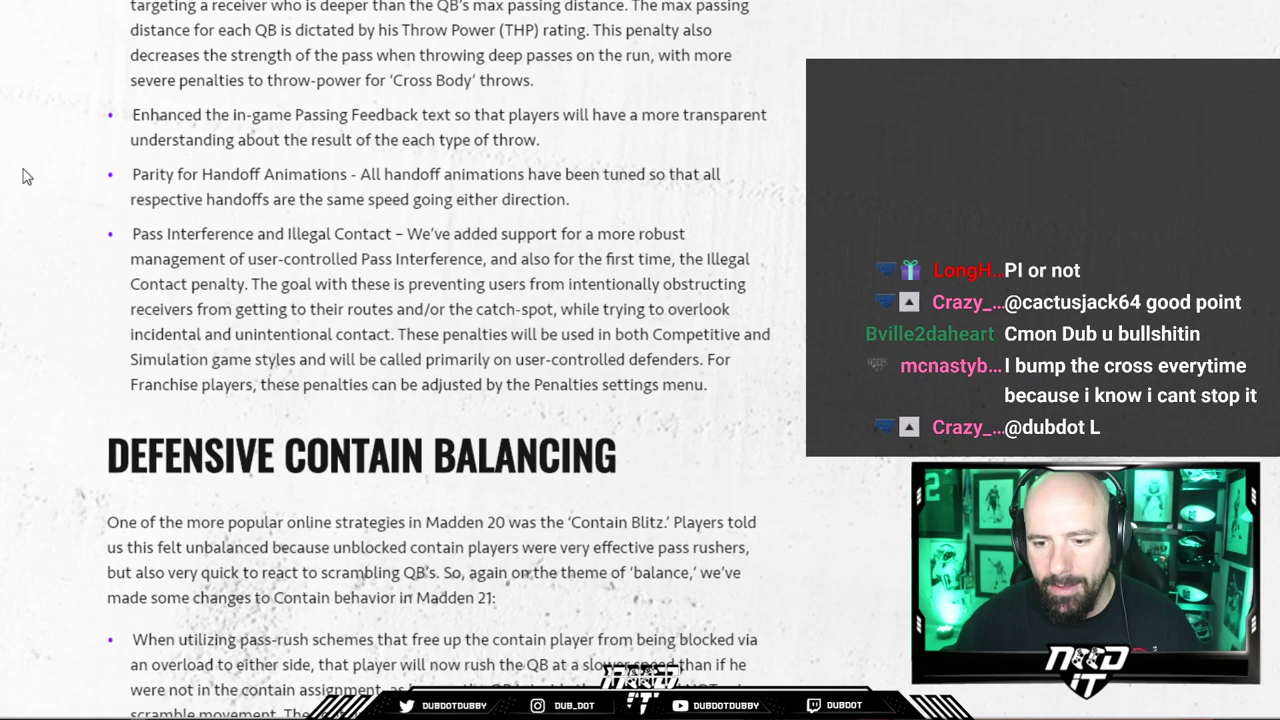 targeting a receiver who is deeper than the QB's max passing distance. The max passing
distance for each QB is dictated by his Throw Power (THP) rating. This penalty also
decreases the strength of the pass when throwing deep passes on the run, with more
severe penalties to throw-power for 'Cross Body' throws.
• Enhanced the in-game Passing Feedback text so that players will have a more transparent
understanding about the result of the each type of throw.
• Parity for Handoff Animations - All handoff animations have been tuned so that all
respective handoffs are the same speed going either direction.
• Pass Interference and Illegal Contact – We've added support for a more robust
management of user-controlled Pass Interference, and also for the first time, the Illegal
Contact penalty. The goal with these is preventing users from intentionally obstructing
receivers from getting to their routes and/or the catch-spot, while trying to overlook
incidental and unintentional contact. These penalties will be used in both Competitive and
Simulation game styles and will be called primarily on user-controlled defenders. For
Franchise players, these penalties can be adjusted by the Penalties settings menu.
DEFENSIVE CONTAIN BALANCING
One of the more popular online strategies in Madden 20 was the 'Contain Blitz.' Players told
us this felt unbalanced because unblocked contain players were very effective pass rushers,
but also very quick to react to scrambling QB's. So, again on the theme of 'balance,' we've
made some changes to Contain behavior in Madden 21:
• When utilizing pass-rush schemes that free up the contain player from being blocked via
an overload to either side, that player will now rush the QB at a slower speed than if he
were not in the contain assignment,
scramble movement. The
LongH... PI or not
Crazy_... @cactusjack64 good point
Bville2daheart Cmon Dub u bullshitin
mcnastyb... I bump the cross everytime
because i know i cant stop it
Crazy_... @dubdot L
2
NEED
IT
NEED
IT
DUBDOTDUBBY
DUB_DOT
DUBDOTDUBBY
DUBDOT